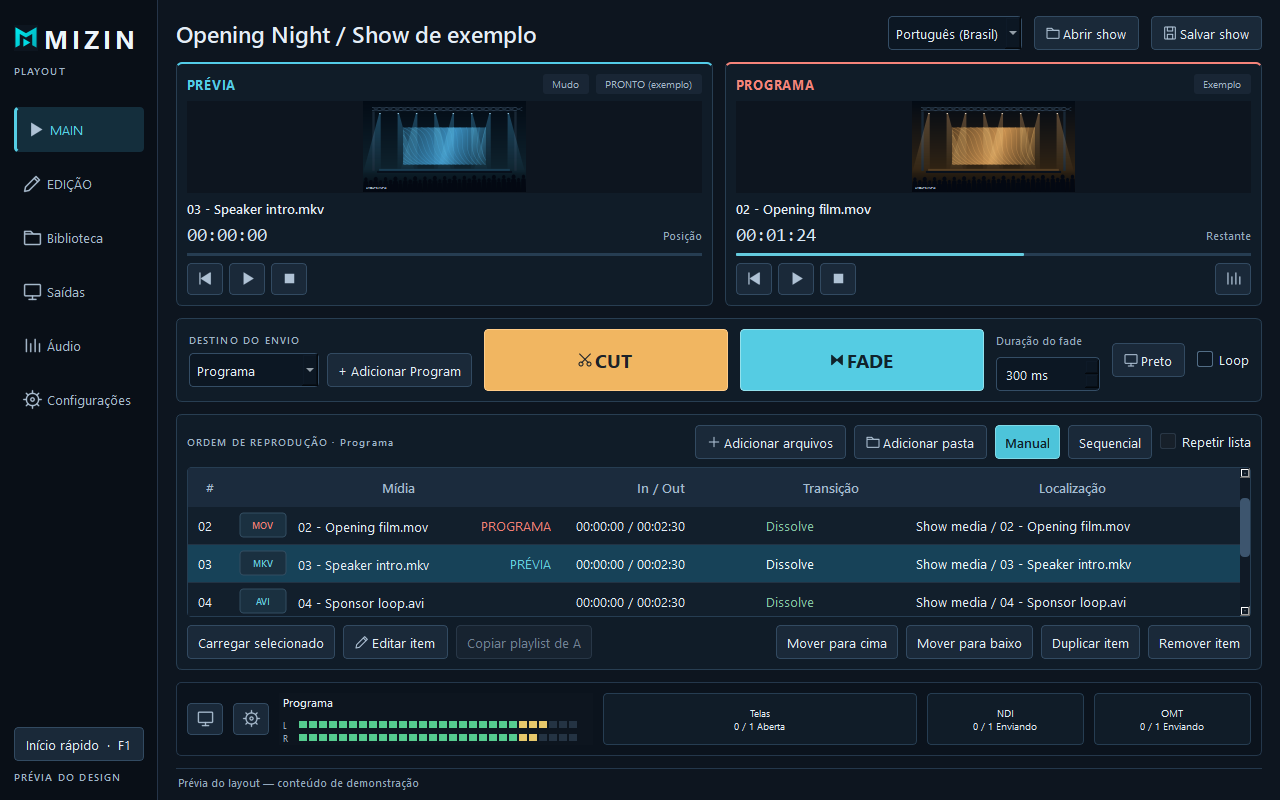 MIZIN
PLAYOUT
MAIN
EDIÇÃO
Biblioteca
Saídas
Áudio
Configurações
Início rápido · F1
PRÉVIA DO DESIGN
Opening Night / Show de exemplo
Português (Brasil)
Abrir show
Salvar show
PRÉVIA
Mudo
PRONTO (exemplo)
03 - Speaker intro.mkv
00:00:00
Posição
PROGRAMA
Exemplo
02 - Opening film.mov
00:01:24
Restante
DESTINO DO ENVIO
Programa
+ Adicionar Program
CUT
FADE
Duração do fade
300 ms
Preto
Loop
ORDEM DE REPRODUÇÃO · Programa
Adicionar arquivos
Adicionar pasta
Manual
Sequencial
Repetir lista
# Mídia In / Out Transição Localização
02 MOV 02 - Opening film.mov PROGRAMA 00:00:00 / 00:02:30 Dissolve Show media / 02 - Opening film.mov
03 MKV 03 - Speaker intro.mkv PRÉVIA 00:00:00 / 00:02:30 Dissolve Show media / 03 - Speaker intro.mkv
04 AVI 04 - Sponsor loop.avi 00:00:00 / 00:02:30 Dissolve Show media / 04 - Sponsor loop.avi
Carregar selecionado
Editar item
Copiar playlist de A
Mover para cima
Mover para baixo
Duplicar item
Remover item
Programa
L
R
Telas
0 / 1 Aberta
NDI
0 / 1 Enviando
OMT
0 / 1 Enviando
Prévia do layout — conteúdo de demonstração